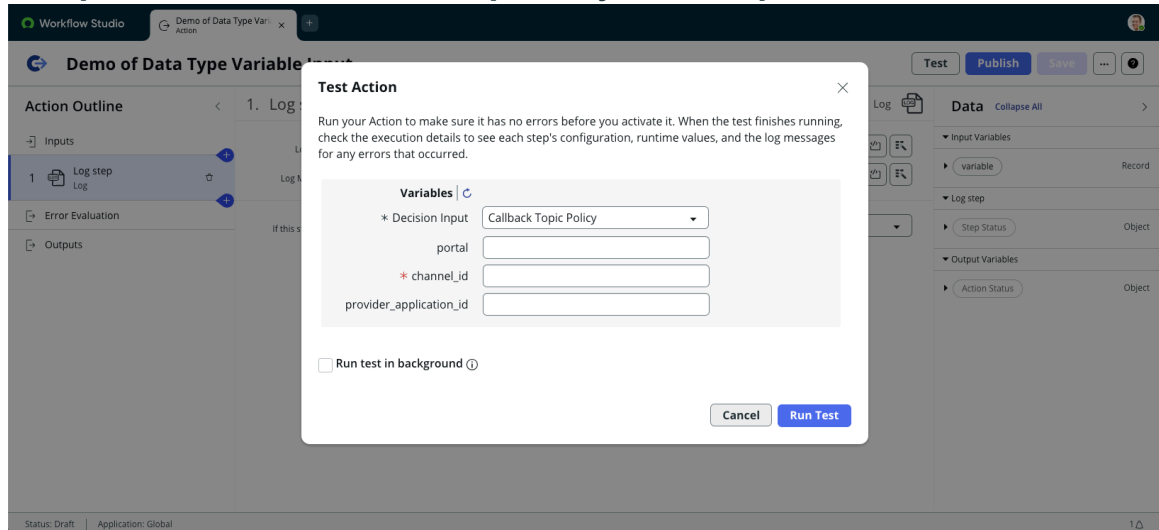 Workflow Studio
Demo of Data Type Vari
Action
Demo of Data Type Variable
Test
Publish
Save
Action Outline
1. Log
Log
Data Collapse All
Inputs
1 Log step
Log
Error Evaluation
Outputs
If this s
Test Action
Run your Action to make sure it has no errors before you activate it. When the test finishes running,
check the execution details to see each step's configuration, runtime values, and the log messages
for any errors that occurred.
Variables
* Decision Input Callback Topic Policy
portal
* channel_id
provider_application_id
Run test in background
Cancel Run Test
Input Variables
variable Record
Log step
Step Status Object
Output Variables
Action Status Object
Status: Draft Application: Global
1